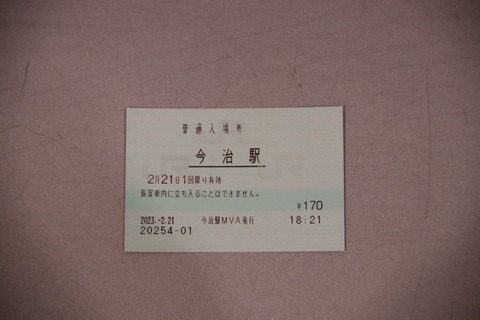 普通入場券
今治駅
2月21日1回限り有効
旅客車内に立ち入ることはできません。
¥170
2023.-2.21 今治駅MVA発行 18:21
20254-01